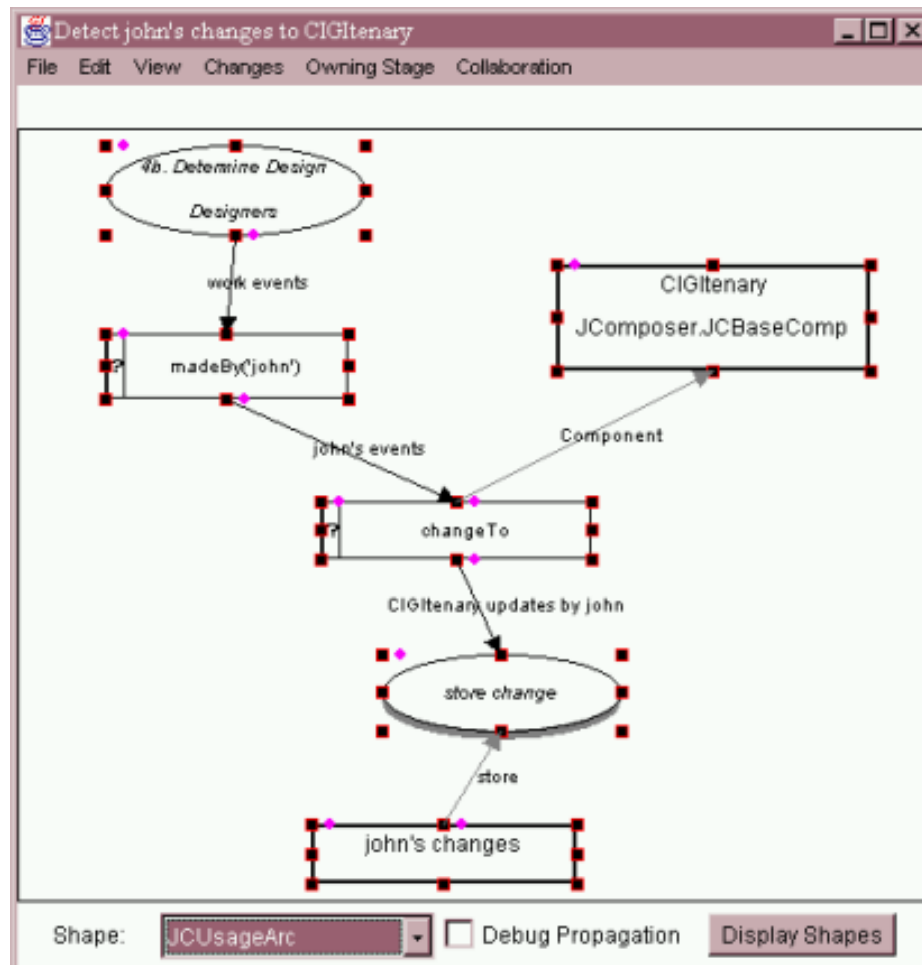 Detect john's changes to CIGItenary
File Edit View Changes Owning Stage Collaboration
4b. Detemine Design
Designers
work events
CIGItenary
JComposer.JCBaseComp
?
madeBy('john')
john's events
Component
?
changeTo
CIGItenary updates by john
store change
store
john's changes
Shape: JCUsageArc Debug Propagation Display Shapes